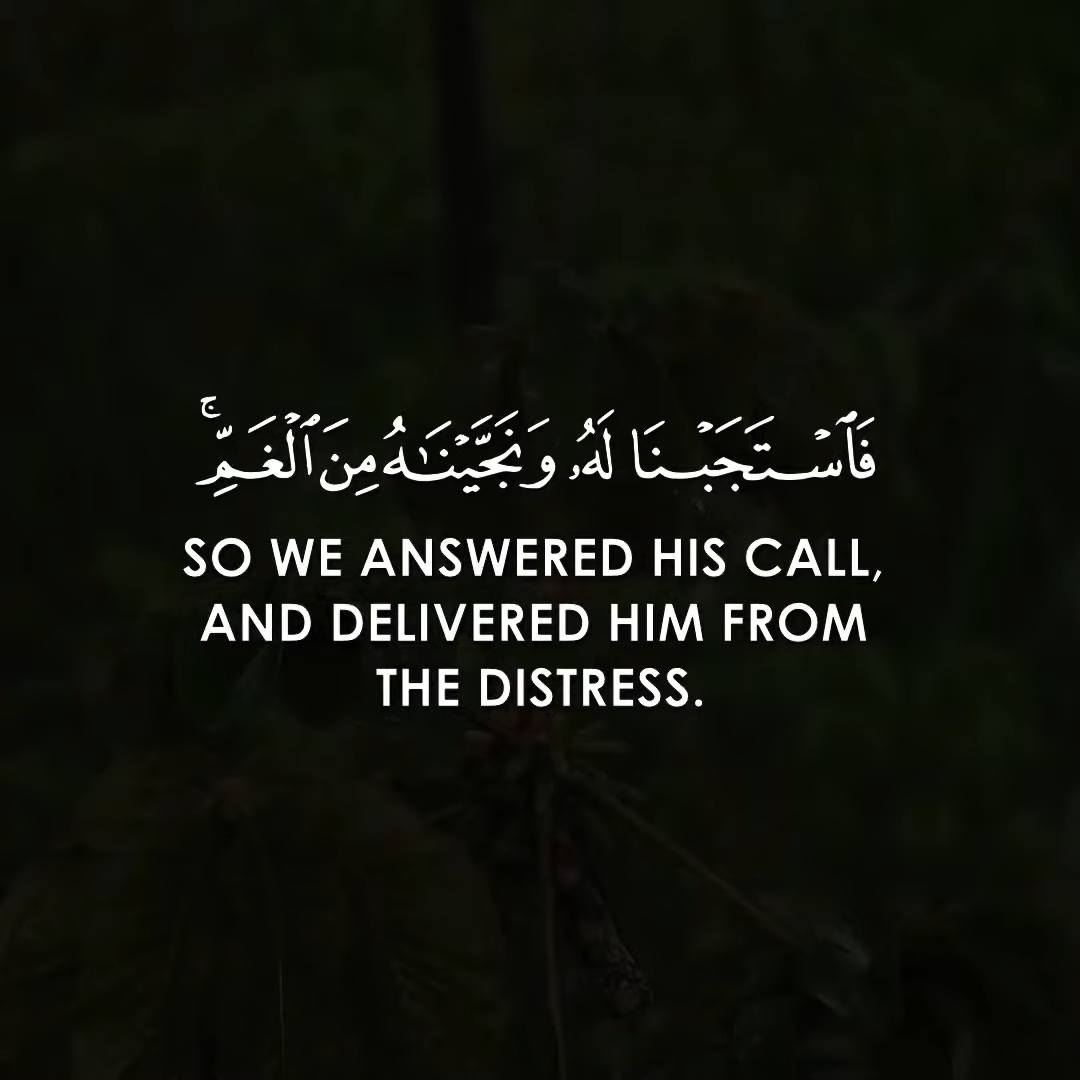 فَٱسْتَجَبْنَا لَهُۥ وَنَجَّيْنَـٰهُ مِنَ ٱلْغَمِّ ۚ
SO WE ANSWERED HIS CALL,
AND DELIVERED HIM FROM
THE DISTRESS.